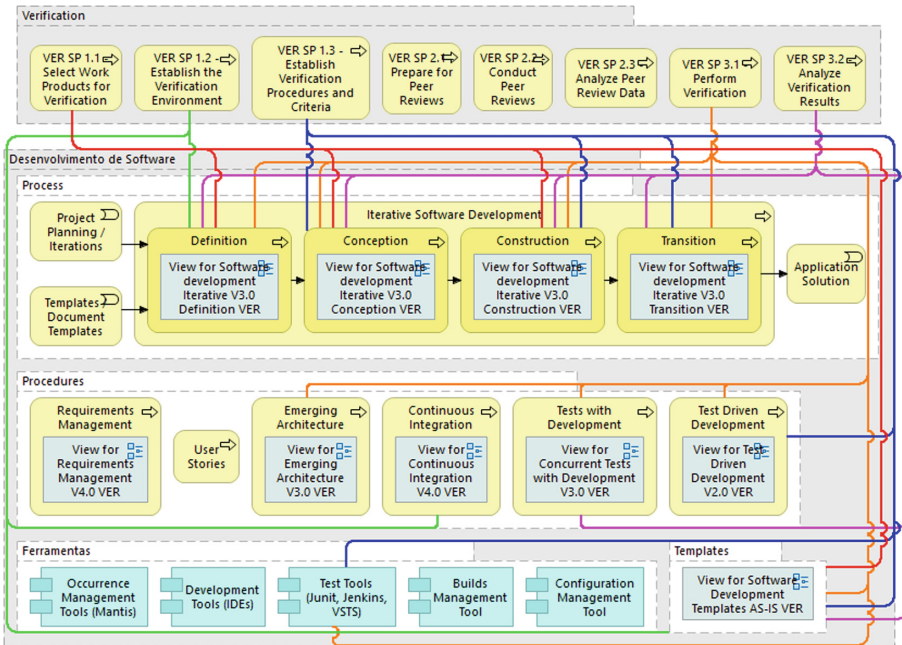 Verification
VER SP 1.1 -
Select Work
Products for
Verification
VER SP 1.2 -
Establish the
Verification
Environment
VER SP 1.3 -
Establish
Verification
Procedures and
Criteria
VER SP 2.1
Prepare for
Peer
Reviews
VER SP 2.2
Conduct
Peer
Reviews
VER SP 2.3
Analyze Peer
Review Data
VER SP 3.1
Perform
Verification
VER SP 3.2
Analyze
Verification
Results
Desenvolvimento de Software
Process
Project
Planning /
Iterations
Templates /
Document
Templates
Iterative Software Development
Definition
View for Software
development
Iterative V3.0
Definition VER
Conception
View for Software
development
Iterative V3.0
Conception VER
Construction
View for Software
development
Iterative V3.0
Construction VER
Transition
View for Software
development
Iterative V3.0
Transition VER
Application
Solution
Procedures
Requirements
Management
View for
Requirements
Management
V4.0 VER
User
Stories
Emerging
Architecture
View for
Emerging
Architecture
V3.0 VER
Continuous
Integration
View for
Continuous
Integration
V4.0 VER
Tests with
Development
View for
Concurrent Tests
with Development
V3.0 VER
Test Driven
Development
View for Test
Driven
Development
V2.0 VER
Ferramentas
Occurrence
Management
Tools (Mantis)
Development
Tools (IDEs)
Test Tools
(Junit, Jenkins,
VSTS)
Builds
Management
Tool
Configuration
Management
Tool
Templates
View for Software
Development
Templates AS-IS VER